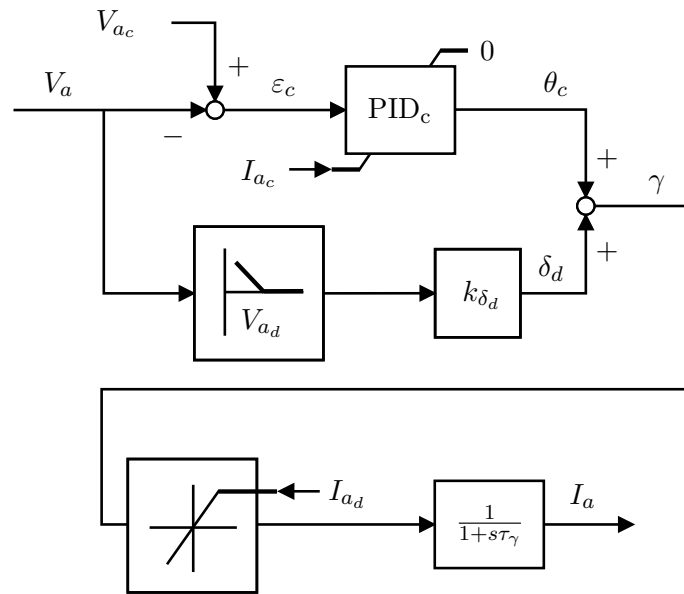 V_{a_c}
+
0
V_a
ε_c
PID_c
θ_c
−
I_{a_c}
+
γ
+
δ_d
k_{δ_d}
V_{a_d}
I_{a_d}
1/(1+sτ_γ)
I_a